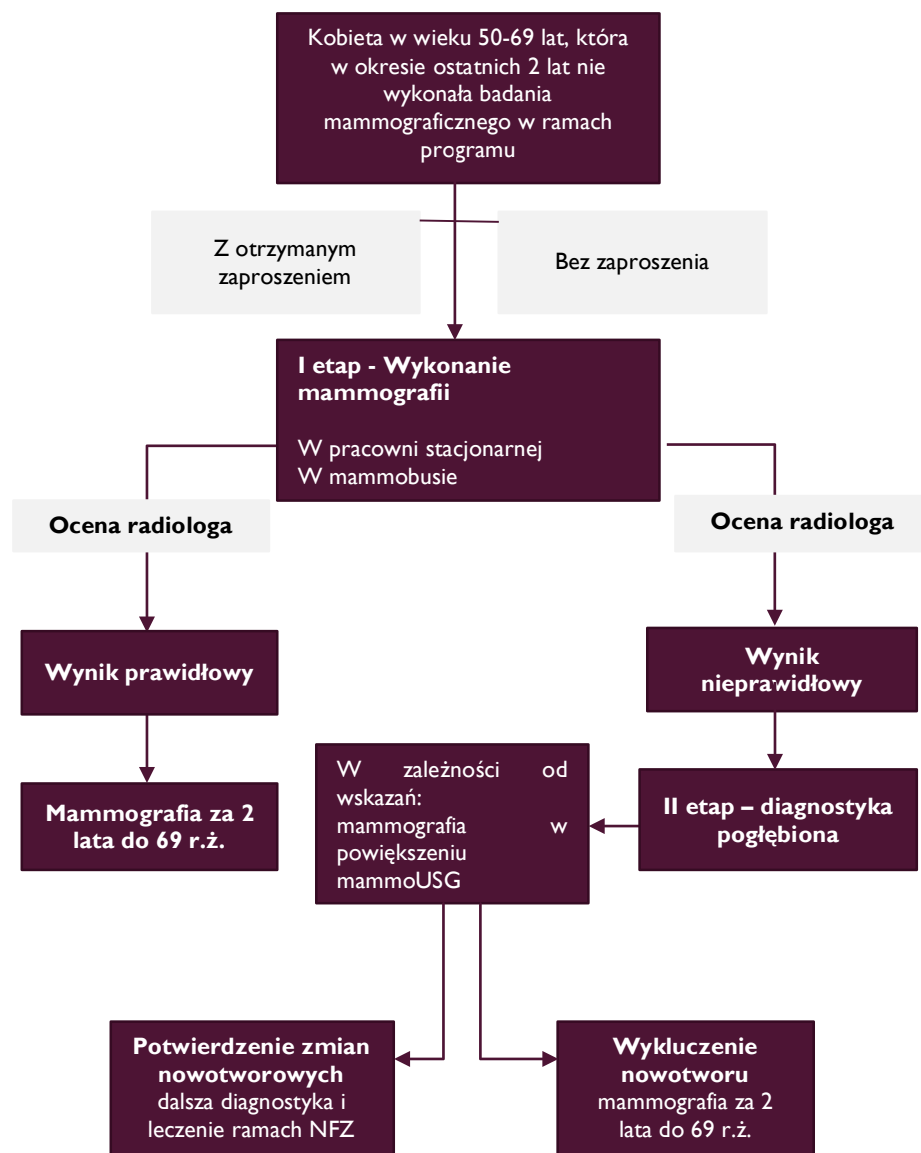 Kobieta w wieku 50-69 lat, która
w okresie ostatnich 2 lat nie
wykonała badania
mammograficznego w ramach
programu
Z otrzymanym
zaproszeniem
Bez zaproszenia
I etap - Wykonanie
mammografii
W pracowni stacjonarnej
W mammobusie
Ocena radiologa
Ocena radiologa
Wynik prawidłowy
Wynik
nieprawidłowy
Mammografia za 2
lata do 69 r.ż.
W zależności od
wskazań:
mammografia w
powiększeniu
mammoUSG
II etap – diagnostyka
pogłębiona
Potwierdzenie zmian
nowotworowych
dalsza diagnostyka i
leczenie ramach NFZ
Wykluczenie
nowotworu
mammografia za 2
lata do 69 r.ż.